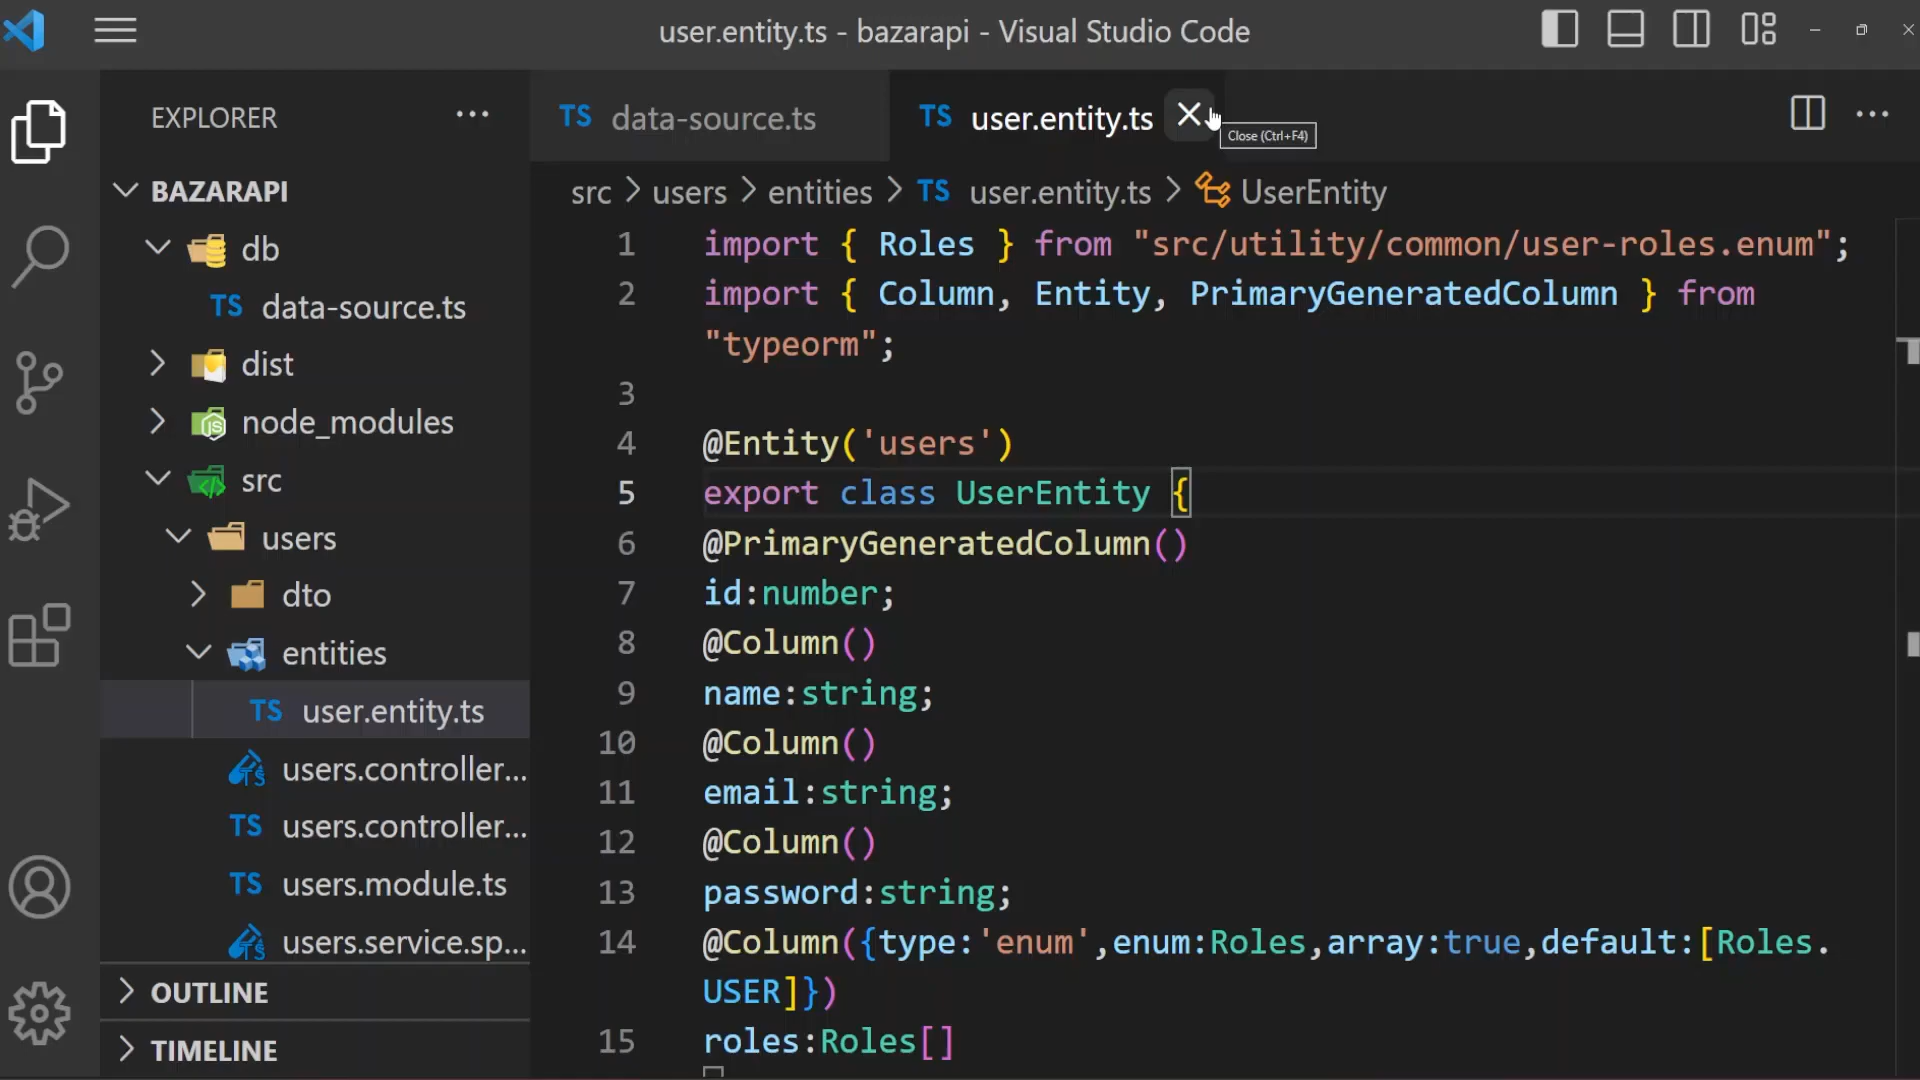 user.entity.ts - bazarapi - Visual Studio Code
EXPLORER
TS data-source.ts
TS user.entity.ts
Close (Ctrl+F4)
BAZARAPI
db
TS data-source.ts
dist
node_modules
src
users
dto
entities
TS user.entity.ts
TS users.controller...
TS users.controller...
TS users.module.ts
TS users.service.sp...
OUTLINE
TIMELINE
src > users > entities > TS user.entity.ts > UserEntity
1 import { Roles } from "src/utility/common/user-roles.enum";
2 import { Column, Entity, PrimaryGeneratedColumn } from
"typeorm";
3
4 @Entity('users')
5 export class UserEntity {
6 @PrimaryGeneratedColumn()
7 id:number;
8 @Column()
9 name:string;
10 @Column()
11 email:string;
12 @Column()
13 password:string;
14 @Column({type:'enum',enum:Roles,array:true,default:[Roles.
USER]})
15 roles:Roles[]